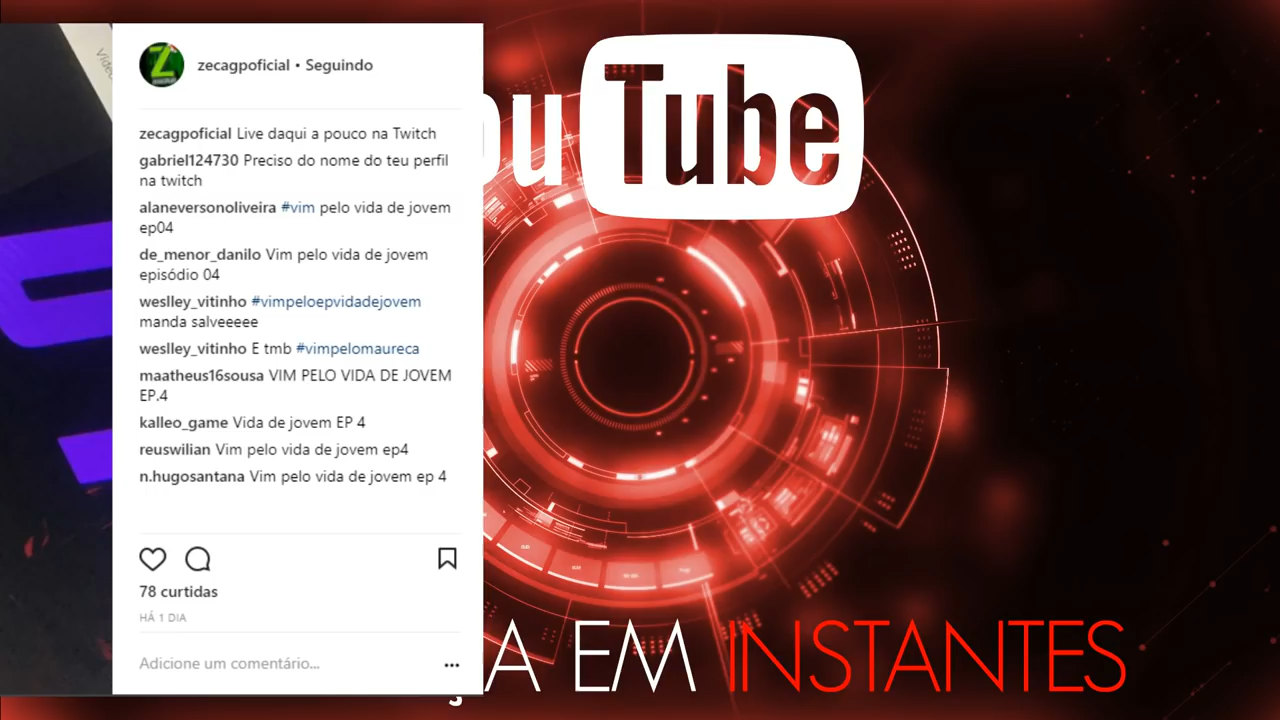 zecagpoficial • Seguindo
zecagpoficial Live daqui a pouco na Twitch
gabriel124730 Preciso do nome do teu perfil
na twitch
alaneversonoliveira #vim pelo vida de jovem
ep04
de_menor_danilo Vim pelo vida de jovem
episódio 04
weslley_vitinho #vimpeloepvidadejovem
manda salveeeee
weslley_vitinho E tmb #vimpelomaureca
maatheus16sousa VIM PELO VIDA DE JOVEM
EP.4
kalleo_game Vida de jovem EP 4
reuswilian Vim pelo vida de jovem ep4
n.hugosantana Vim pelo vida de jovem ep 4
78 curtidas
HÁ 1 DIA
Adicione um comentário...
ou Tube
ÇA EM INSTANTES